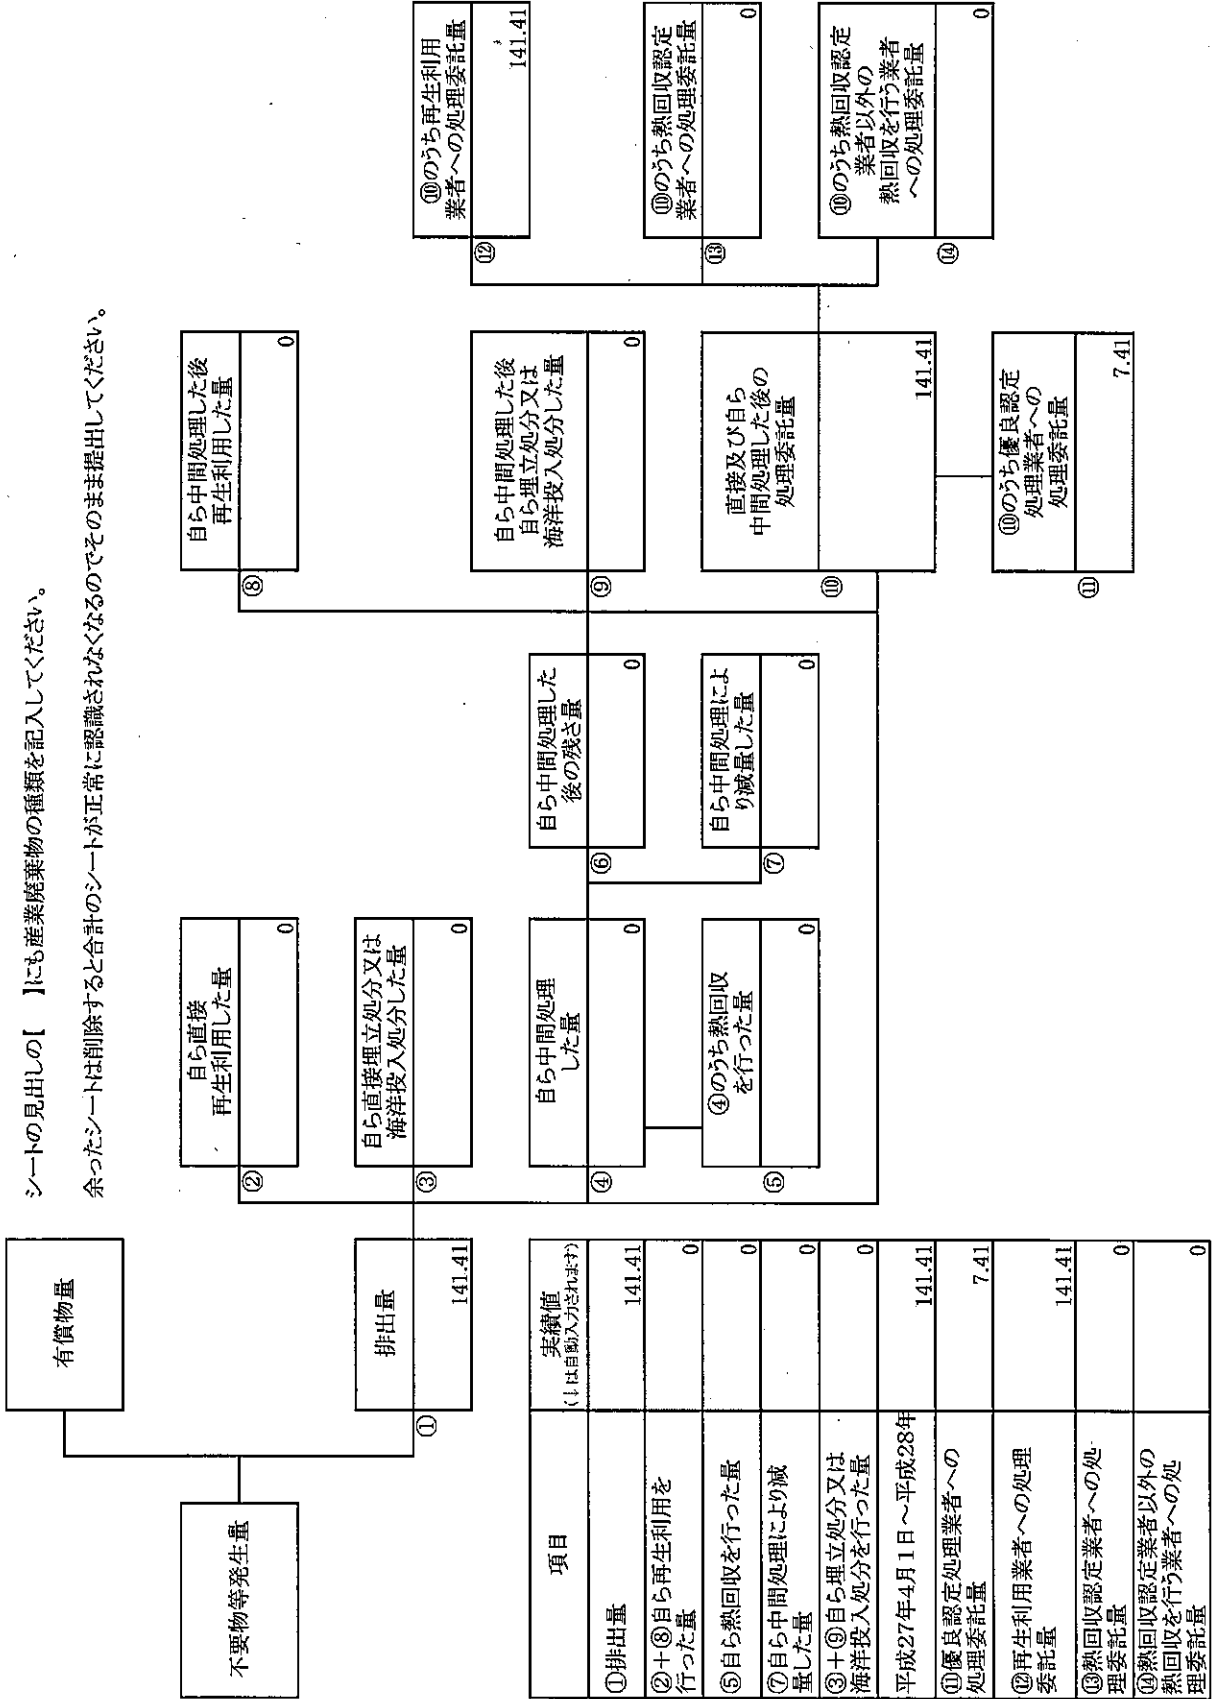 シートの見出しの【　】にも産業廃棄物の種類を記入してください。
余ったシートは削除すると合計のシートが正常に認識されなくなるのでそのまま提出してください。
不要物等発生量
有償物量
①
排出量
141.41
②
自ら直接
再生利用した量
0
③
自ら直接埋立処分又は
海洋投入処分した量
0
④
自ら中間処理
した量
0
⑤
④のうち熱回収
を行った量
0
⑥
自ら中間処理した
後の残さ量
0
⑦
自ら中間処理によ
り減量した量
0
⑧
自ら中間処理した後
再生利用した量
0
⑨
自ら中間処理した後
自ら埋立処分又は
海洋投入処分した量
0
⑩
直接及び自ら
中間処理した後の
処理委託量
141.41
⑪
⑩のうち優良認定
処理業者への
処理委託量
7.41
⑫
⑩のうち再生利用
業者への処理委託量
141.41
⑬
⑩のうち熱回収認定
業者への処理委託量
0
⑭
⑩のうち熱回収認定
業者以外の
熱回収を行う業者
への処理委託量
0
項目
実績値
(↓は自動入力されます)
①排出量
141.41
②+⑧自ら再生利用を
行った量
0
⑤自ら熱回収を行った量
0
⑦自ら中間処理により減
量した量
0
③+⑨自ら埋立処分又は
海洋投入処分を行った量
0
平成27年4月1日～平成28年
141.41
⑪優良認定処理業者への
処理委託量
7.41
⑫再生利用業者への処理
委託量
141.41
⑬熱回収認定業者への処
理委託量
0
⑭熱回収認定業者以外の
熱回収を行う業者への処
理委託量
0